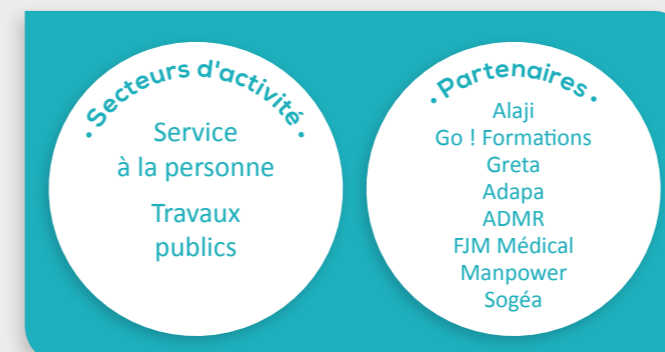 • Secteurs d'activité •
Service
à la personne
Travaux
publics
• Partenaires •
Alaji
Go ! Formations
Greta
Adapa
ADMR
FJM Médical
Manpower
Sogéa